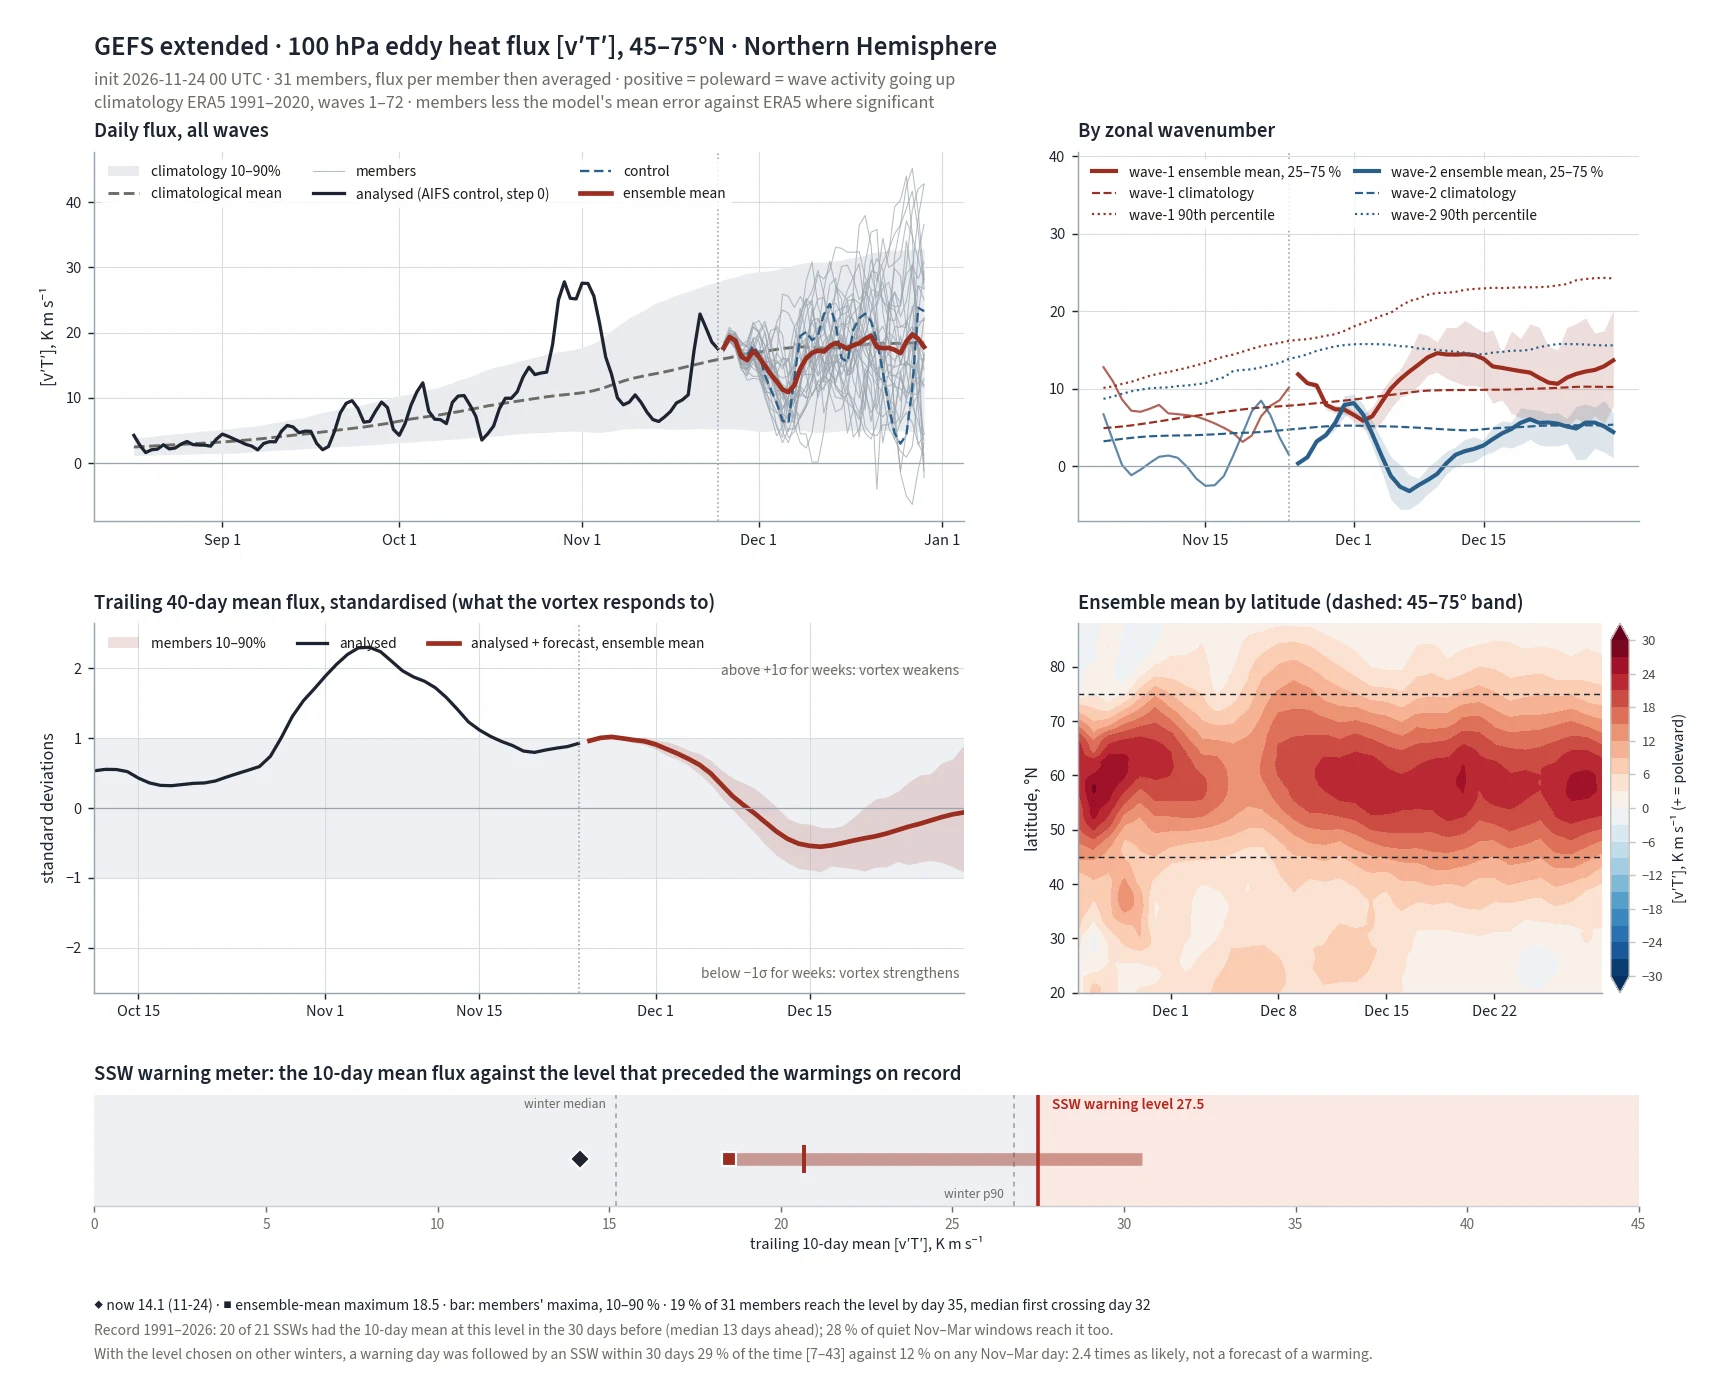 GEFS extended · 100 hPa eddy heat flux [v′T′], 45–75°N · Northern Hemisphere
init 2026-11-24 00 UTC · 31 members, flux per member then averaged · positive = poleward = wave activity going up
climatology ERA5 1991–2020, waves 1–72 · members less the model's mean error against ERA5 where significant
Daily flux, all waves
climatology 10–90%
members
control
climatological mean
analysed (AIFS control, step 0)
ensemble mean
[v′T′], K m s⁻¹
40
30
20
10
0
Sep 1
Oct 1
Nov 1
Dec 1
Jan 1
By zonal wavenumber
wave-1 ensemble mean, 25–75 %
wave-2 ensemble mean, 25–75 %
wave-1 climatology
wave-2 climatology
wave-1 90th percentile
wave-2 90th percentile
40
30
20
10
0
Nov 15
Dec 1
Dec 15
Trailing 40-day mean flux, standardised (what the vortex responds to)
members 10–90%
analysed
analysed + forecast, ensemble mean
above +1σ for weeks: vortex weakens
below −1σ for weeks: vortex strengthens
standard deviations
2
1
0
−1
−2
Oct 15
Nov 1
Nov 15
Dec 1
Dec 15
Ensemble mean by latitude (dashed: 45–75° band)
latitude, °N
80
70
60
50
40
30
20
Dec 1
Dec 8
Dec 15
Dec 22
30
24
18
12
6
0
−6
−12
−18
−24
−30
[v′T′], K m s⁻¹ (+ = poleward)
SSW warning meter: the 10-day mean flux against the level that preceded the warmings on record
winter median
SSW warning level 27.5
winter p90
0
5
10
15
20
25
30
35
40
45
trailing 10-day mean [v′T′], K m s⁻¹
◆ now 14.1 (11-24) · ■ ensemble-mean maximum 18.5 · bar: members' maxima, 10–90 % · 19 % of 31 members reach the level by day 35, median first crossing day 32
Record 1991–2026: 20 of 21 SSWs had the 10-day mean at this level in the 30 days before (median 13 days ahead); 28 % of quiet Nov–Mar windows reach it too.
With the level chosen on other winters, a warning day was followed by an SSW within 30 days 29 % of the time [7–43] against 12 % on any Nov–Mar day: 2.4 times as likely, not a forecast of a warming.